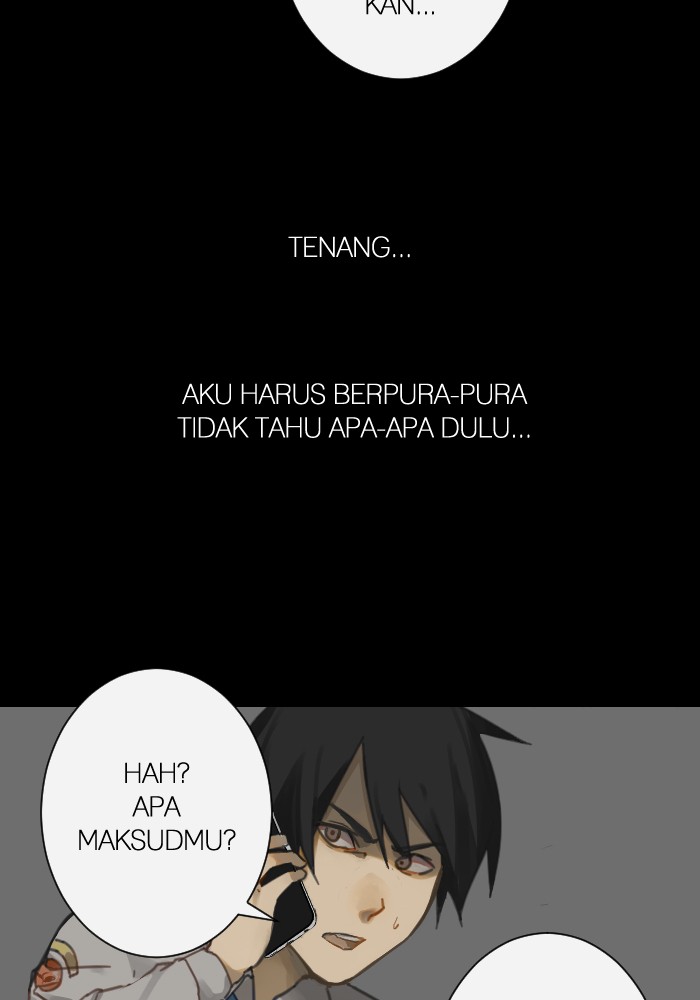 KAN...
TENANG...
AKU HARUS BERPURA-PURA
TIDAK TAHU APA-APA DULU...
HAH?
APA
MAKSUDMU?